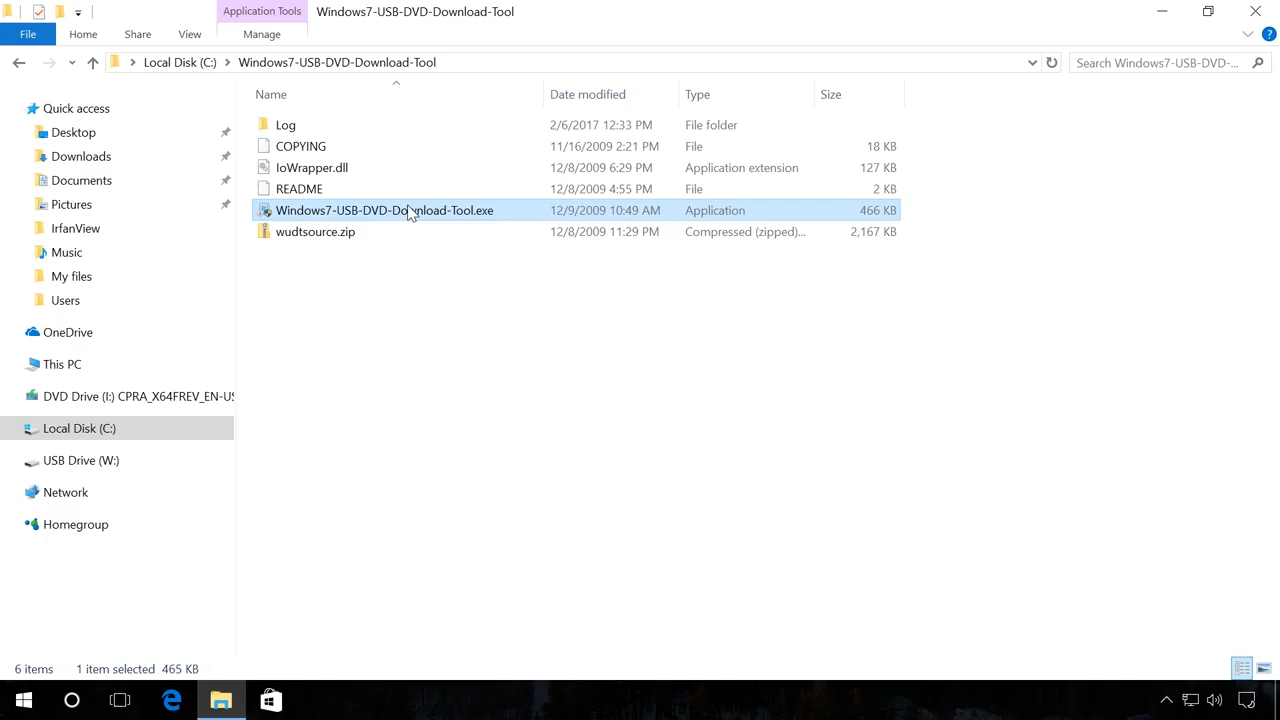 Application Tools
Windows7-USB-DVD-Download-Tool
File
Home
Share
View
Manage
Local Disk (C:)
Windows7-USB-DVD-Download-Tool
Search Windows7-USB-DVD-...
Name
Date modified
Type
Size
Quick access
Desktop
Downloads
Documents
Pictures
IrfanView
Music
My files
Users
OneDrive
This PC
DVD Drive (I:) CPRA_X64FREV_EN-US
Local Disk (C:)
USB Drive (W:)
Network
Homegroup
Log 2/6/2017 12:33 PM File folder
COPYING 11/16/2009 2:21 PM File 18 KB
IoWrapper.dll 12/8/2009 6:29 PM Application extension 127 KB
README 12/8/2009 4:55 PM File 2 KB
Windows7-USB-DVD-Download-Tool.exe 12/9/2009 10:49 AM Application 466 KB
wudtsource.zip 12/8/2009 11:29 PM Compressed (zipped)... 2,167 KB
6 items 1 item selected 465 KB